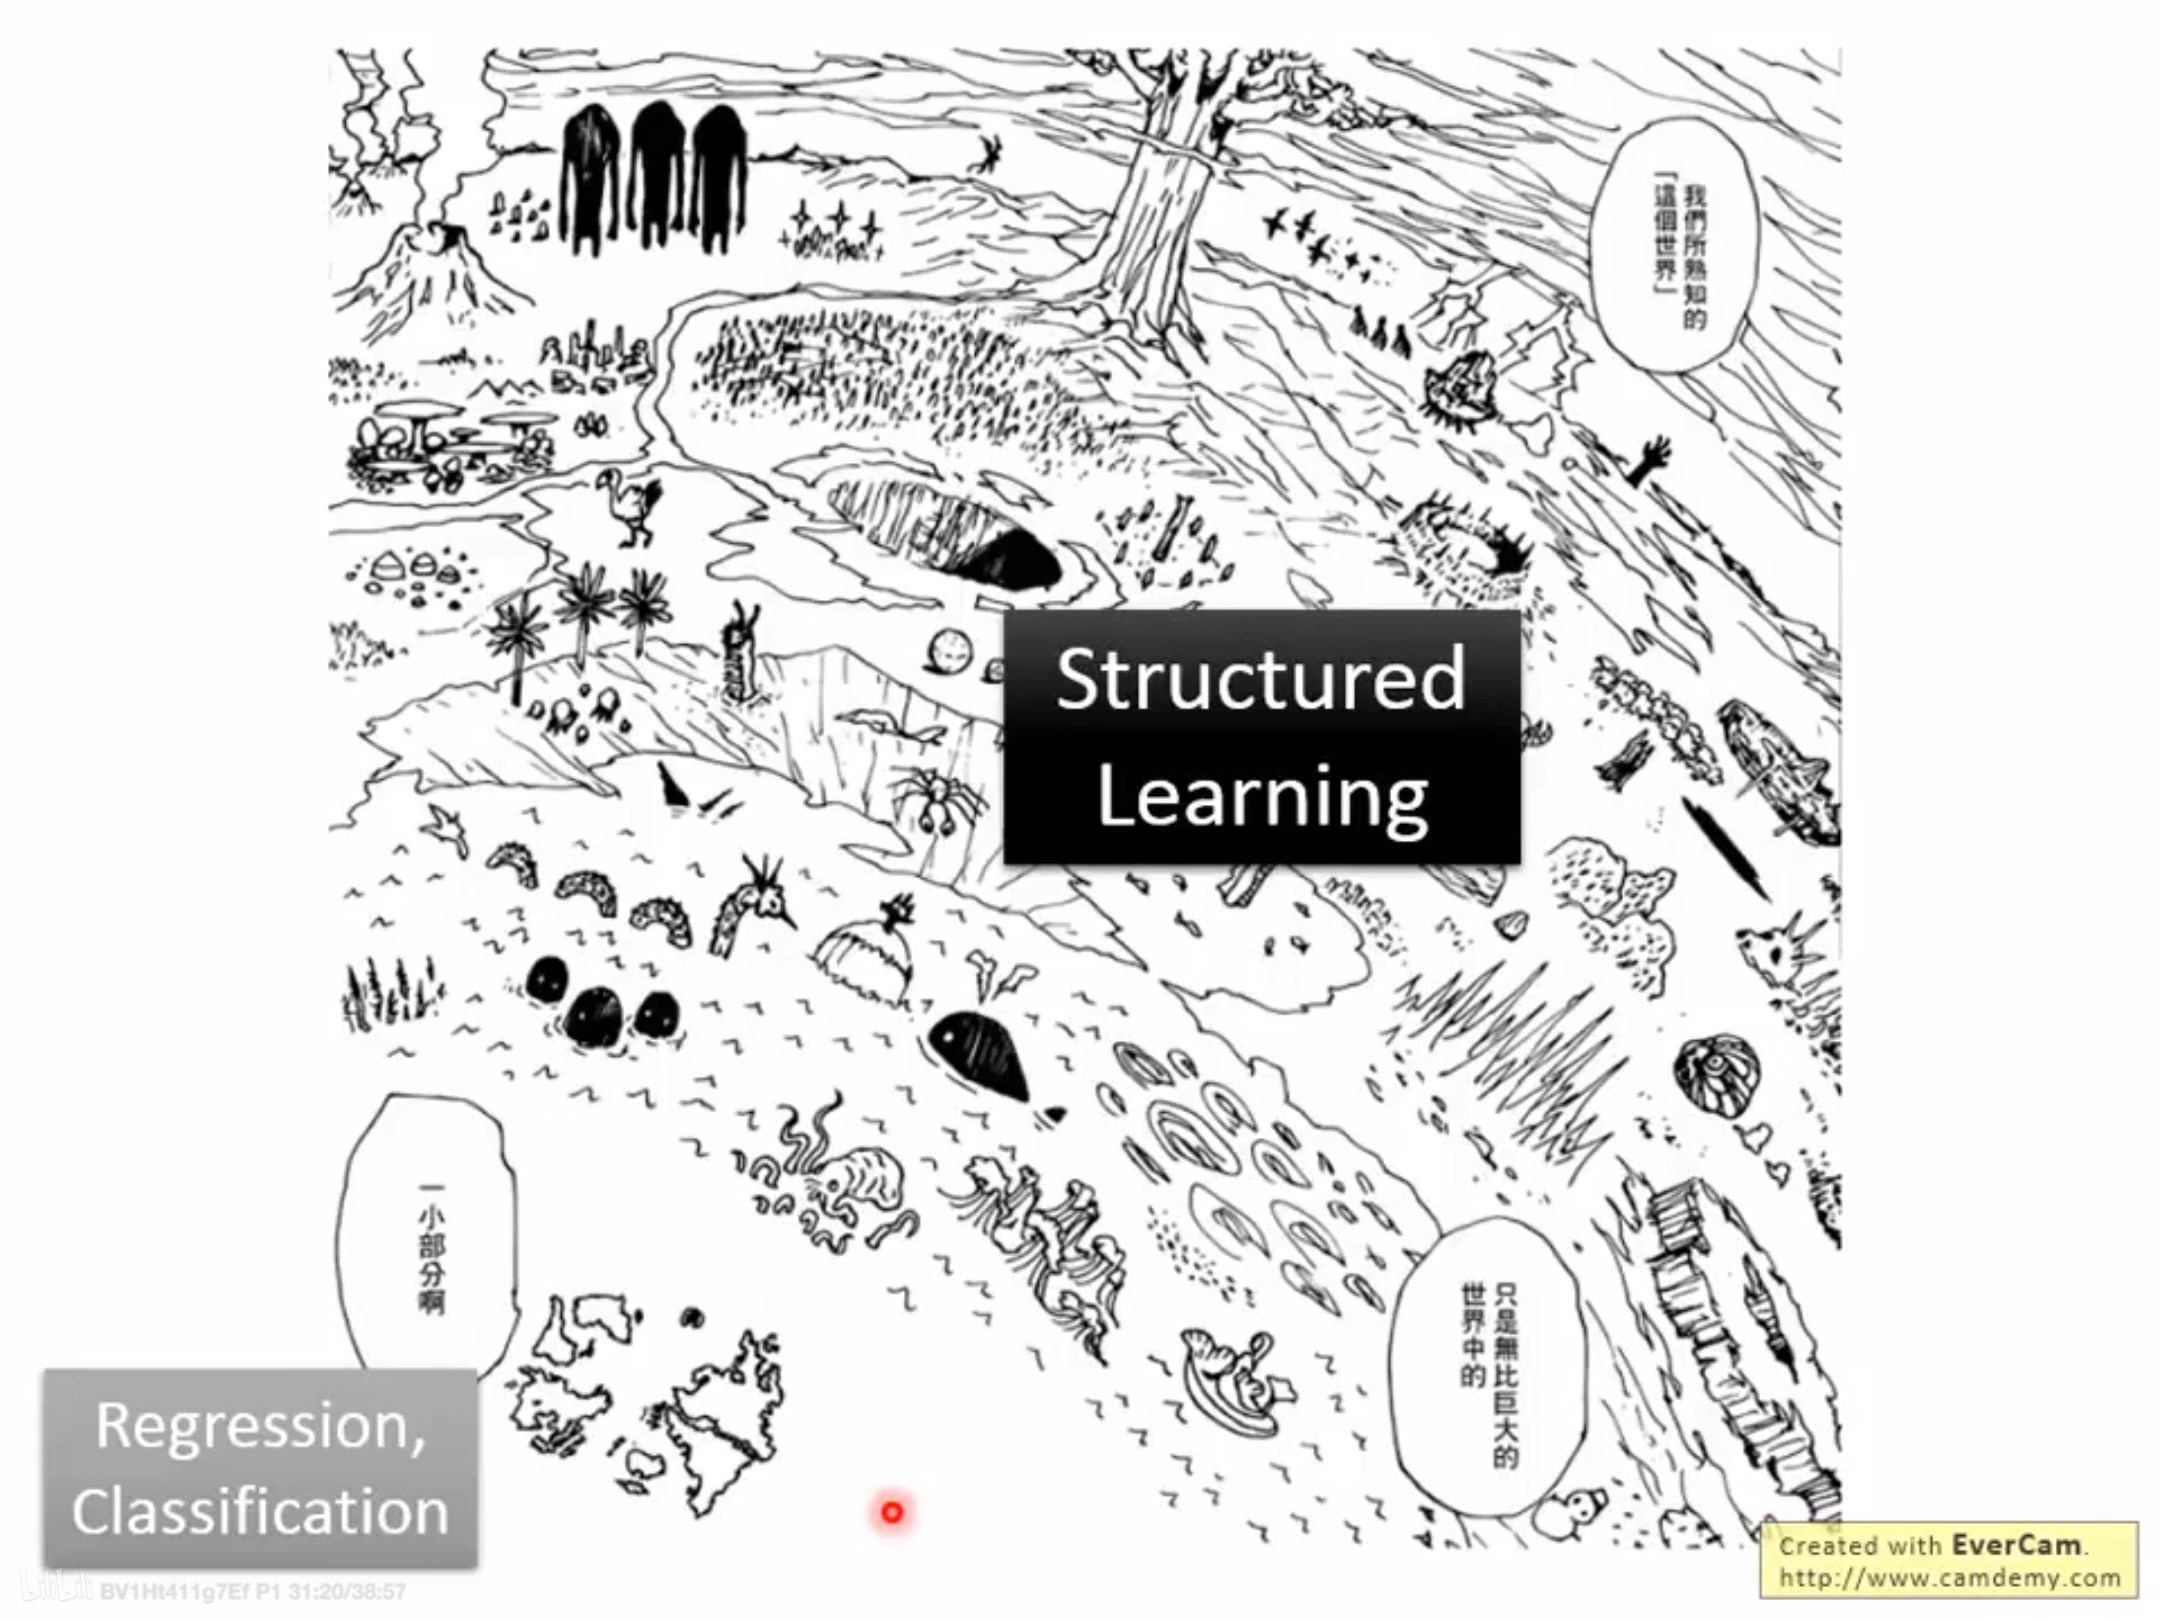 我們所熟知的
「這個世界」
Structured
Learning
只是無比巨大的
世界中的
一小部分啊
Regression,
Classification
Created with EverCam.
http://www.camdemy.com
bilibili BV1Ht411g7Ef P1 31:20/38:57